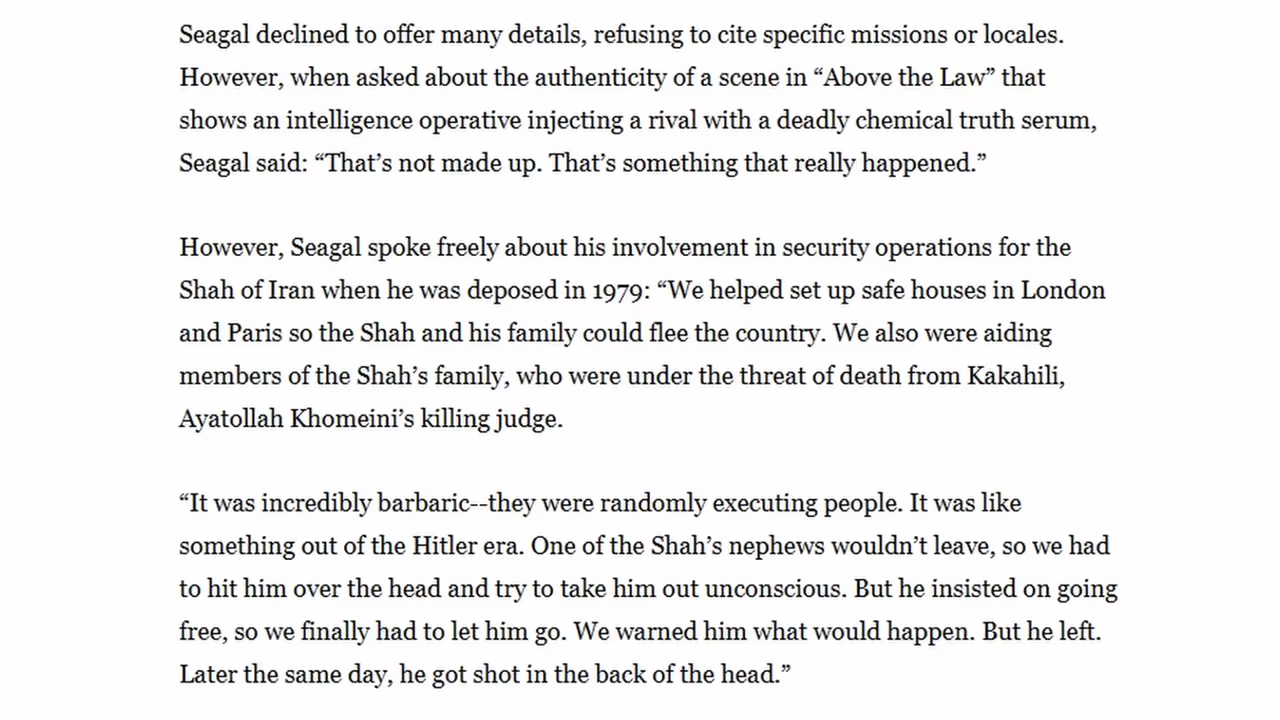 Seagal declined to offer many details, refusing to cite specific missions or locales.
However, when asked about the authenticity of a scene in “Above the Law” that
shows an intelligence operative injecting a rival with a deadly chemical truth serum,
Seagal said: “That’s not made up. That’s something that really happened.”
However, Seagal spoke freely about his involvement in security operations for the
Shah of Iran when he was deposed in 1979: “We helped set up safe houses in London
and Paris so the Shah and his family could flee the country. We also were aiding
members of the Shah’s family, who were under the threat of death from Kakahili,
Ayatollah Khomeini’s killing judge.
“It was incredibly barbaric--they were randomly executing people. It was like
something out of the Hitler era. One of the Shah’s nephews wouldn’t leave, so we had
to hit him over the head and try to take him out unconscious. But he insisted on going
free, so we finally had to let him go. We warned him what would happen. But he left.
Later the same day, he got shot in the back of the head.”